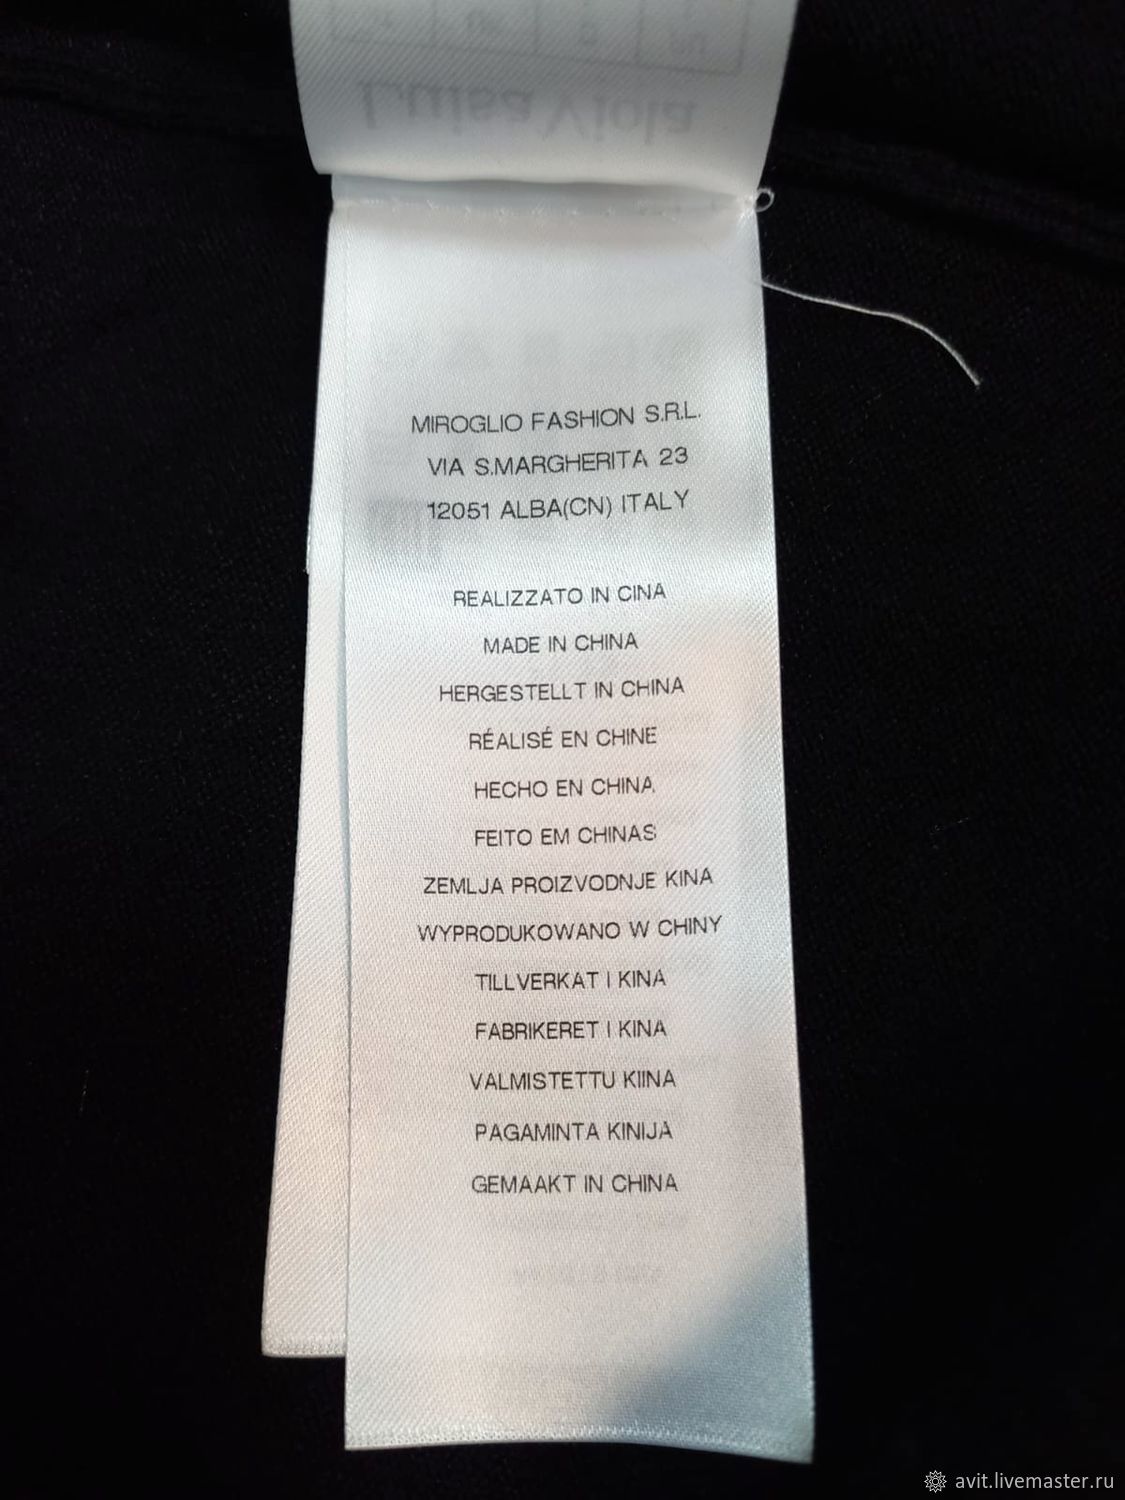 Luisa Viola
MIROGLIO FASHION S.R.L.
VIA S.MARGHERITA 23
12051 ALBA(CN) ITALY
REALIZZATO IN CINA
MADE IN CHINA
HERGESTELLT IN CHINA
RÉALISÉ EN CHINE
HECHO EN CHINA
FEITO EM CHINAS
ZEMLJA PROIZVODNJE KINA
WYPRODUKOWANO W CHINY
TILLVERKAT I KINA
FABRIKERET I KINA
VALMISTETTU KIINA
PAGAMINTA KINIJA
GEMAAKT IN CHINA
avit.livemaster.ru